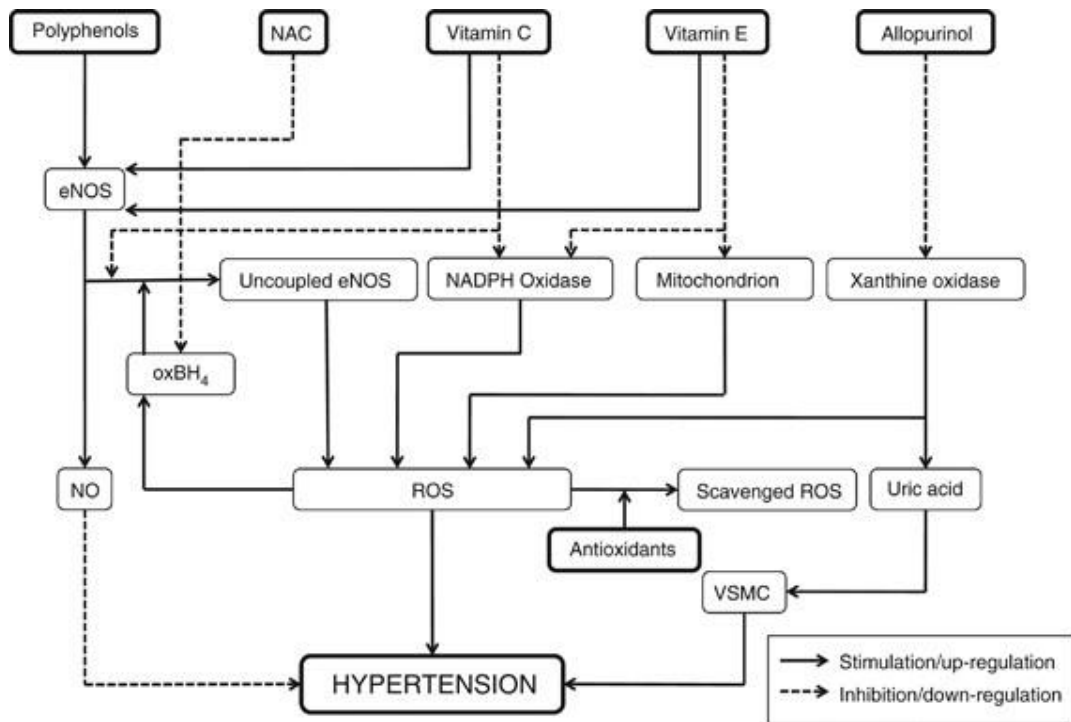 Polyphenols
NAC
Vitamin C
Vitamin E
Allopurinol
eNOS
Uncoupled eNOS
NADPH Oxidase
Mitochondrion
Xanthine oxidase
oxBH₄
NO
ROS
Scavenged ROS
Uric acid
Antioxidants
VSMC
HYPERTENSION
Stimulation/up-regulation
Inhibition/down-regulation